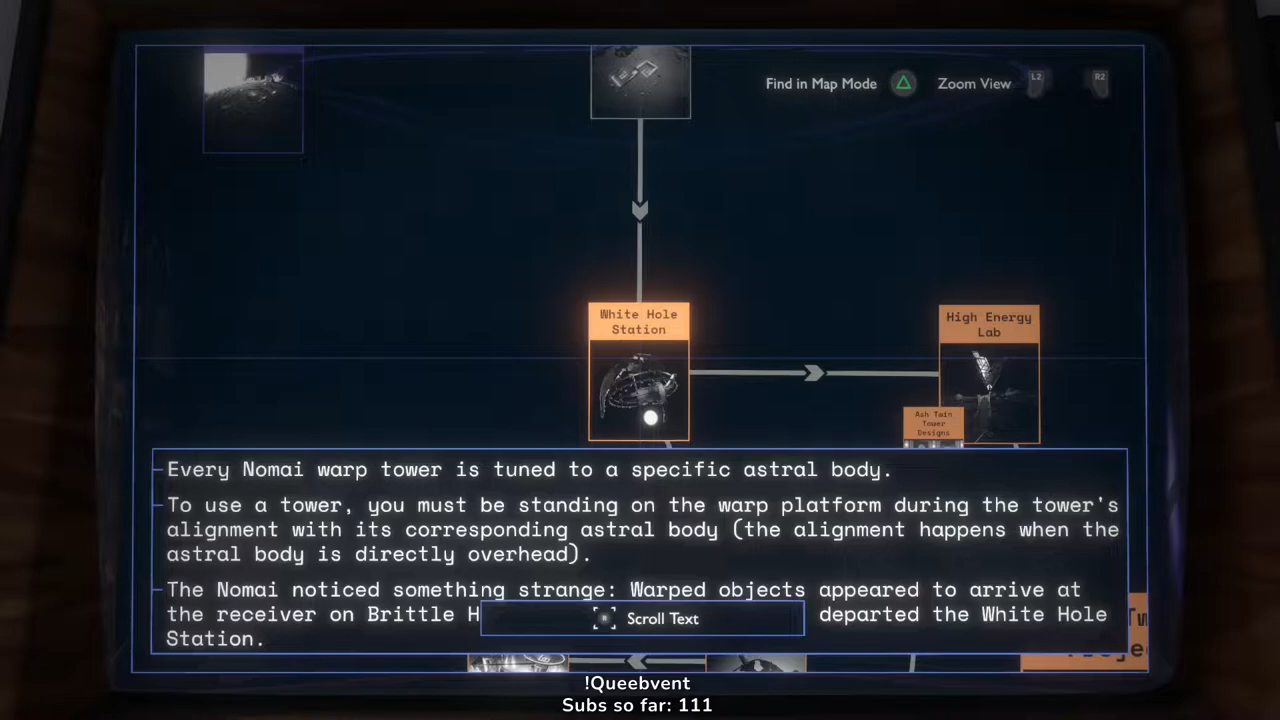 Find in Map Mode
Zoom View
L2
R2
White Hole
Station
High Energy
Lab
Ash Twin
Tower
Designs
Every Nomai warp tower is tuned to a specific astral body.
To use a tower, you must be standing on the warp platform during the tower's
alignment with its corresponding astral body (the alignment happens when the
astral body is directly overhead).
The Nomai noticed something strange: Warped objects appeared to arrive at
the receiver on Brittle H departed the White Hole
Station.
Scroll Text
!Queebvent
Subs so far: 111